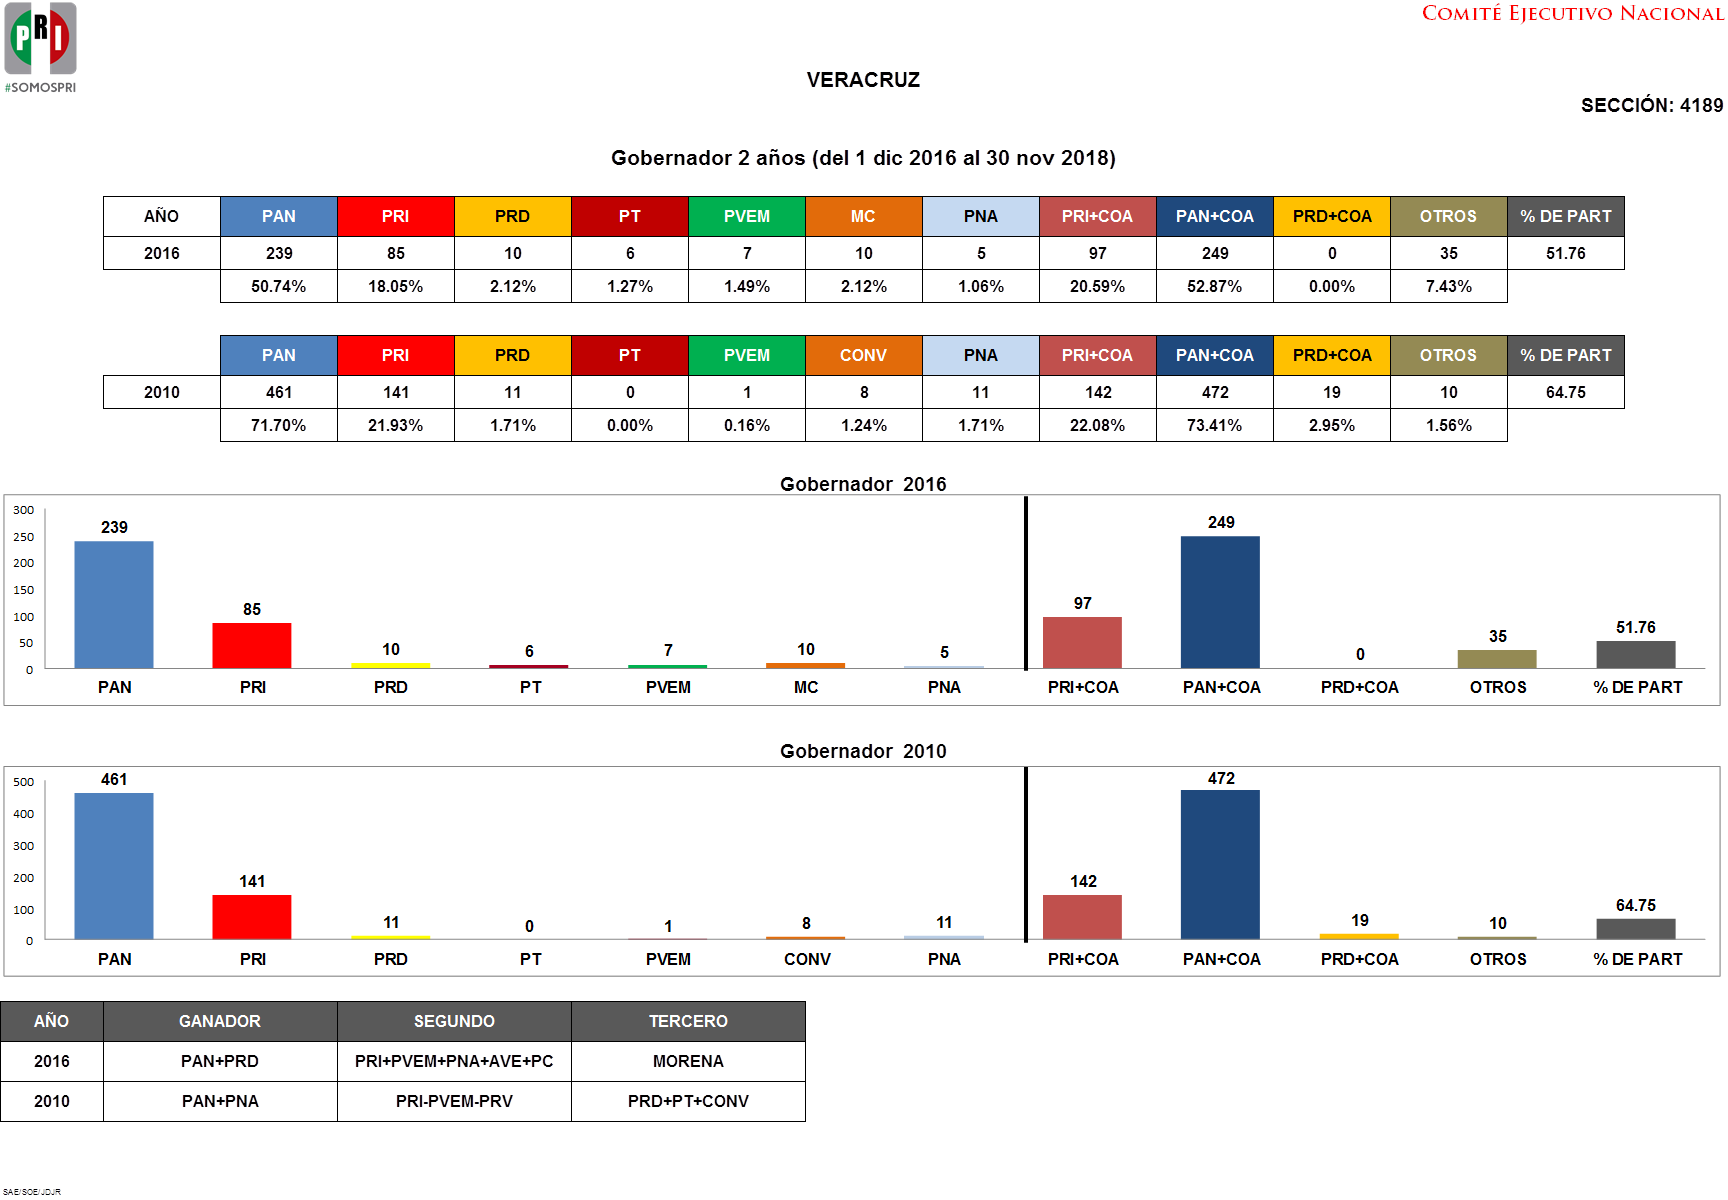 PRI
#SOMOSPRI
COMITÉ EJECUTIVO NACIONAL
VERACRUZ
SECCIÓN: 4189
Gobernador 2 años (del 1 dic 2016 al 30 nov 2018)
AÑO PAN PRI PRD PT PVEM MC PNA PRI+COA PAN+COA PRD+COA OTROS % DE PART
2016 239 85 10 6 7 10 5 97 249 0 35 51.76
50.74% 18.05% 2.12% 1.27% 1.49% 2.12% 1.06% 20.59% 52.87% 0.00% 7.43%
PAN PRI PRD PT PVEM CONV PNA PRI+COA PAN+COA PRD+COA OTROS % DE PART
2010 461 141 11 0 1 8 11 142 472 19 10 64.75
71.70% 21.93% 1.71% 0.00% 0.16% 1.24% 1.71% 22.08% 73.41% 2.95% 1.56%
Gobernador 2016
300
250
200
150
100
50
0
239 85 10 6 7 10 5 97 249 0 35 51.76
PAN PRI PRD PT PVEM MC PNA PRI+COA PAN+COA PRD+COA OTROS % DE PART
Gobernador 2010
500
400
300
200
100
0
461 141 11 0 1 8 11 142 472 19 10 64.75
PAN PRI PRD PT PVEM CONV PNA PRI+COA PAN+COA PRD+COA OTROS % DE PART
AÑO GANADOR SEGUNDO TERCERO
2016 PAN+PRD PRI+PVEM+PNA+AVE+PC MORENA
2010 PAN+PNA PRI-PVEM-PRV PRD+PT+CONV
SAE/SOE/JDJR